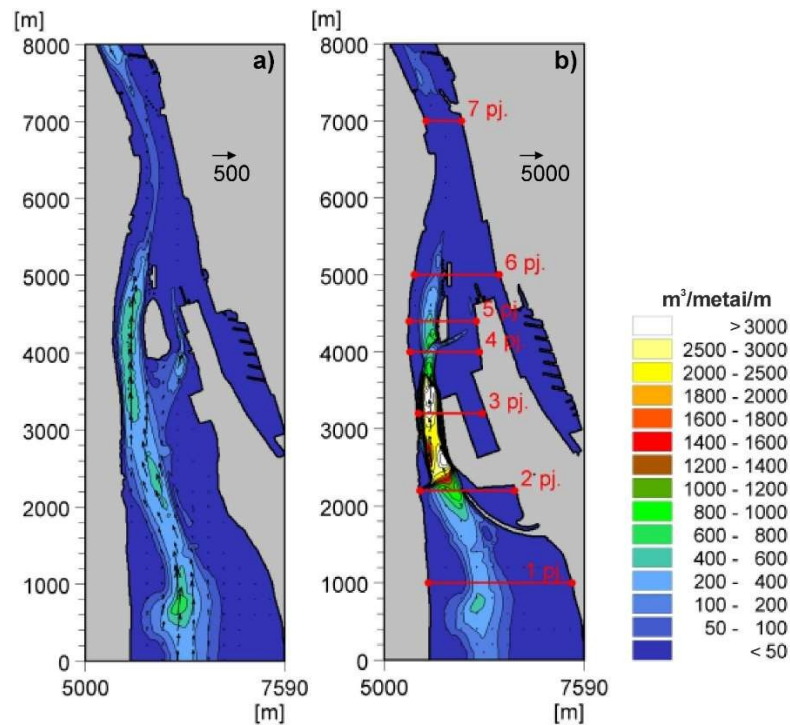 [m]
8000
7000
6000
5000
4000
3000
2000
1000
0
5000
7590
[m]
a)
500
[m]
8000
7000
6000
5000
4000
3000
2000
1000
0
5000
7590
[m]
b)
7 pj.
5000
6 pj.
5 pj.
4 pj.
3 pj.
2 pj.
1 pj.
m³/metai/m
> 3000
2500 - 3000
2000 - 2500
1800 - 2000
1600 - 1800
1400 - 1600
1200 - 1400
1000 - 1200
800 - 1000
600 - 800
400 - 600
200 - 400
100 - 200
50 - 100
< 50